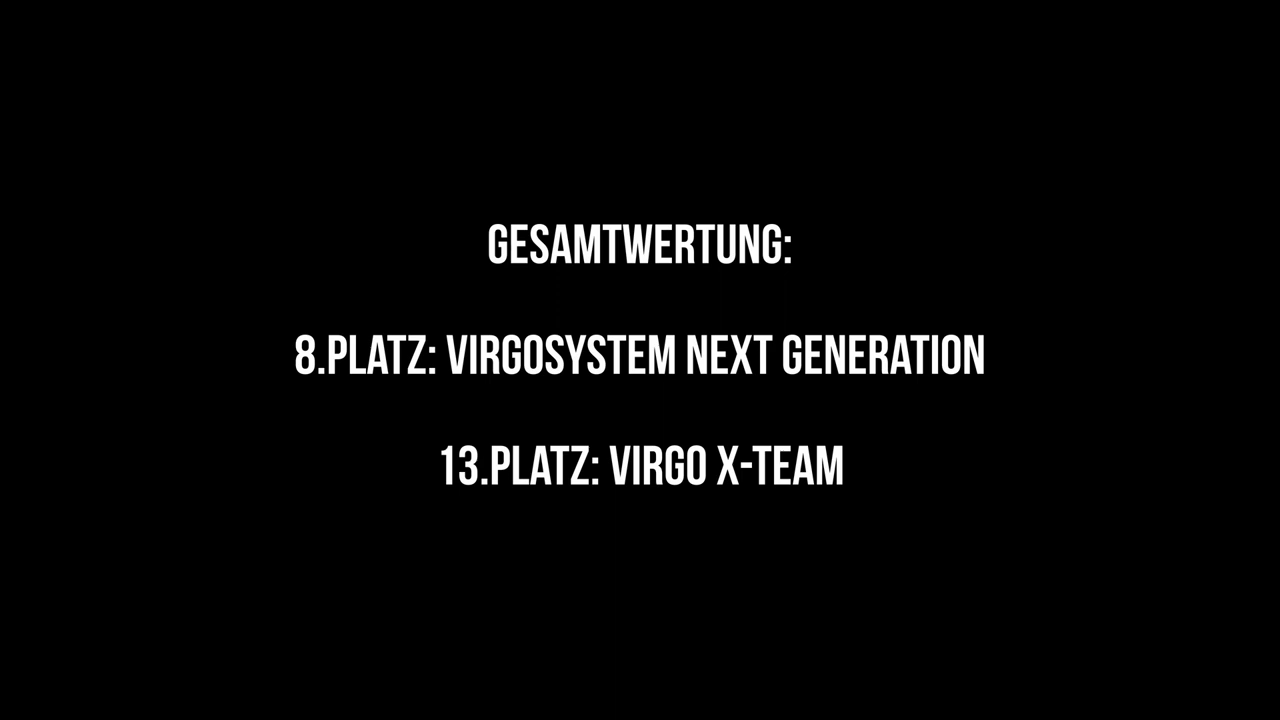 GESAMTWERTUNG:
8.PLATZ: VIRGOSYSTEM NEXT GENERATION
13.PLATZ: VIRGO X-TEAM